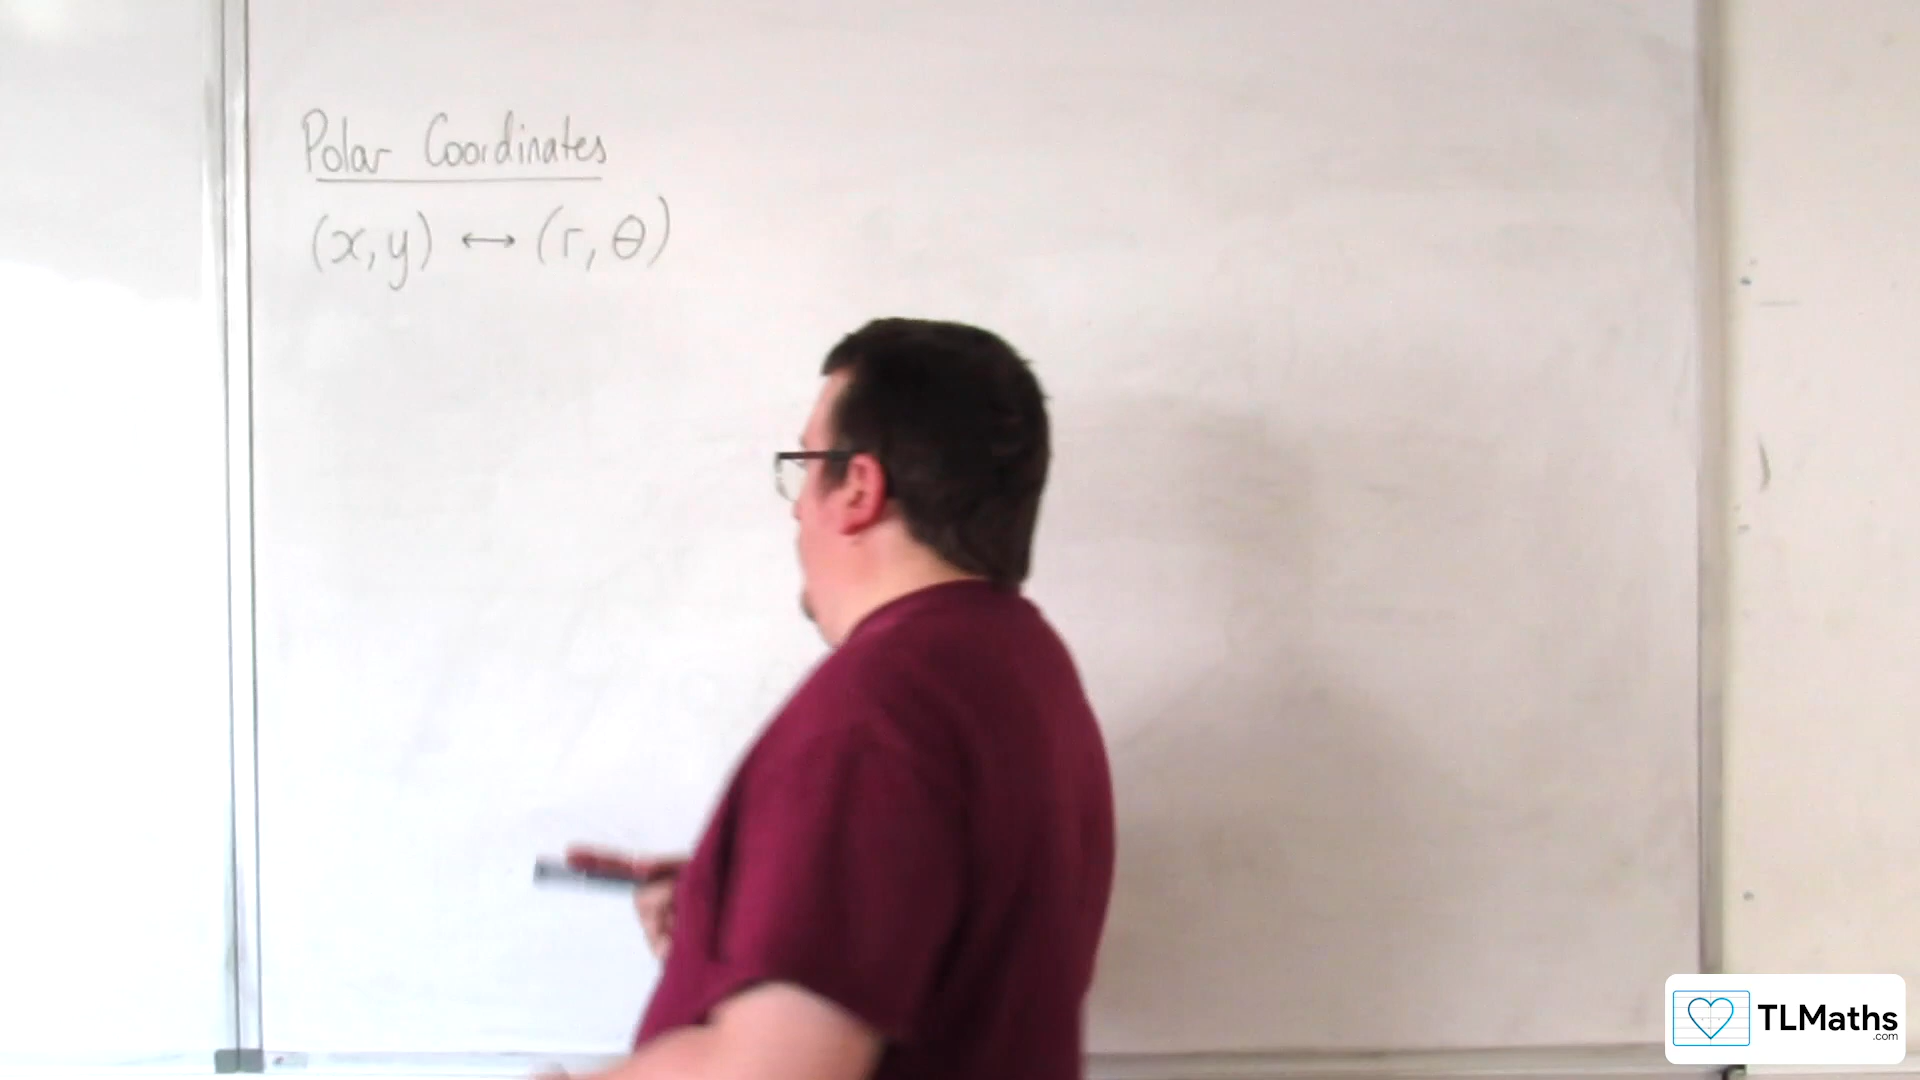 Polar Coordinates
(x, y) ↔ (r, θ)
TLMaths
.com